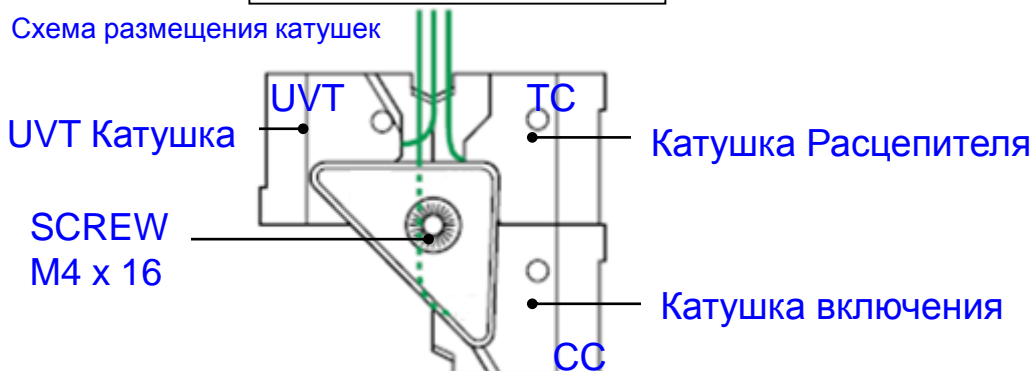 Схема размещения катушек
UVT
TC
UVT Катушка
Катушка Расцепителя
SCREW
M4 x 16
Катушка включения
CC